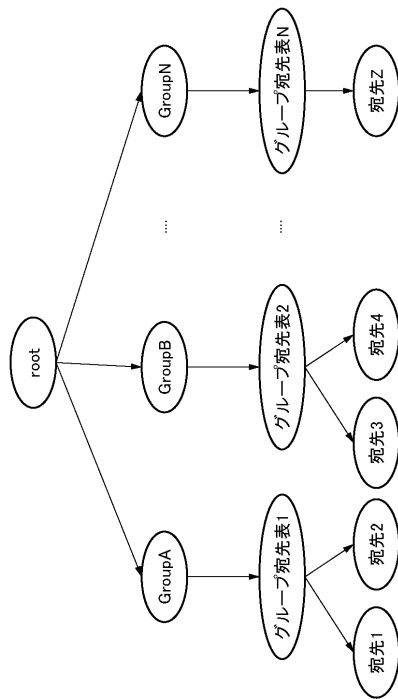 root
GroupA
GroupB
....
GroupN
グループ宛先表1
グループ宛先表2
....
グループ宛先表N
宛先1
宛先2
宛先3
宛先4
宛先Z